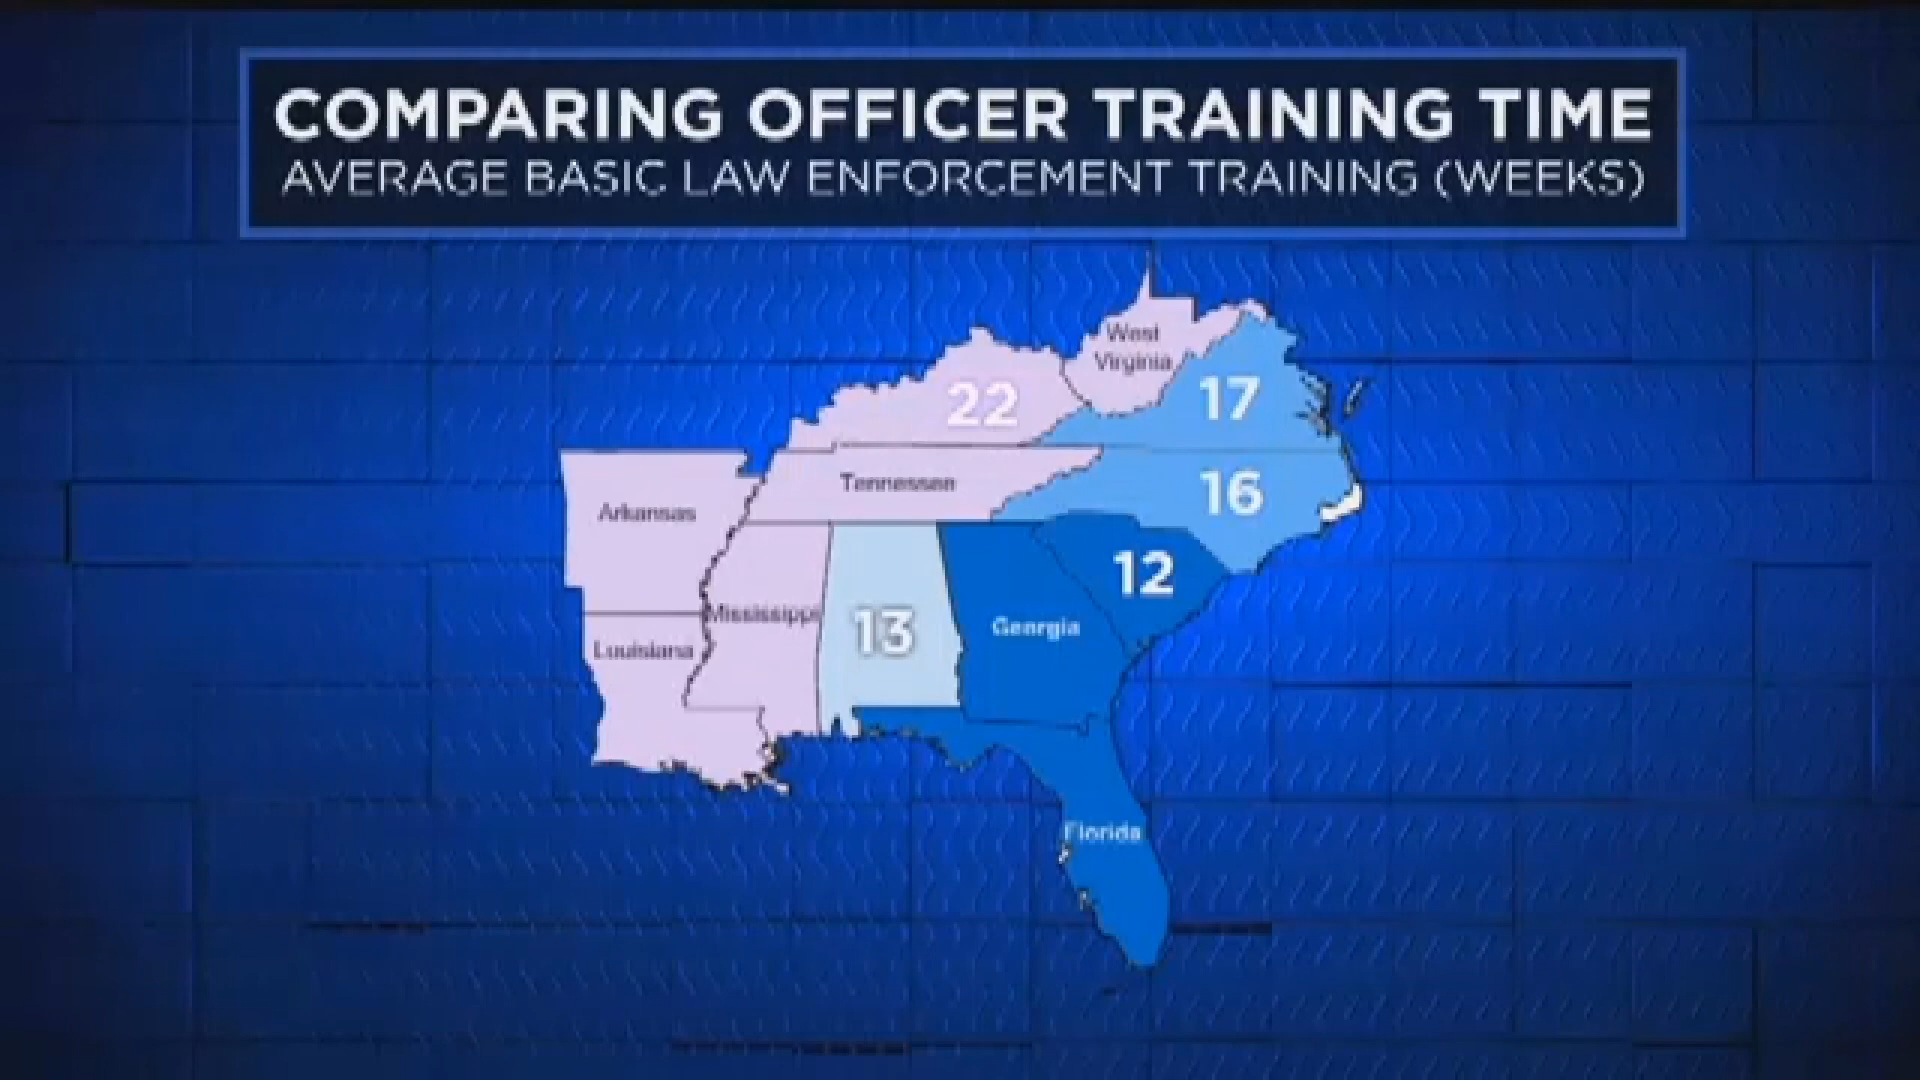 COMPARING OFFICER TRAINING TIME
AVERAGE BASIC LAW ENFORCEMENT TRAINING (WEEKS)
West
Virginia
22
17
Tennessee
16
Arkansas
12
Mississippi
13
Georgia
Louisiana
Florida